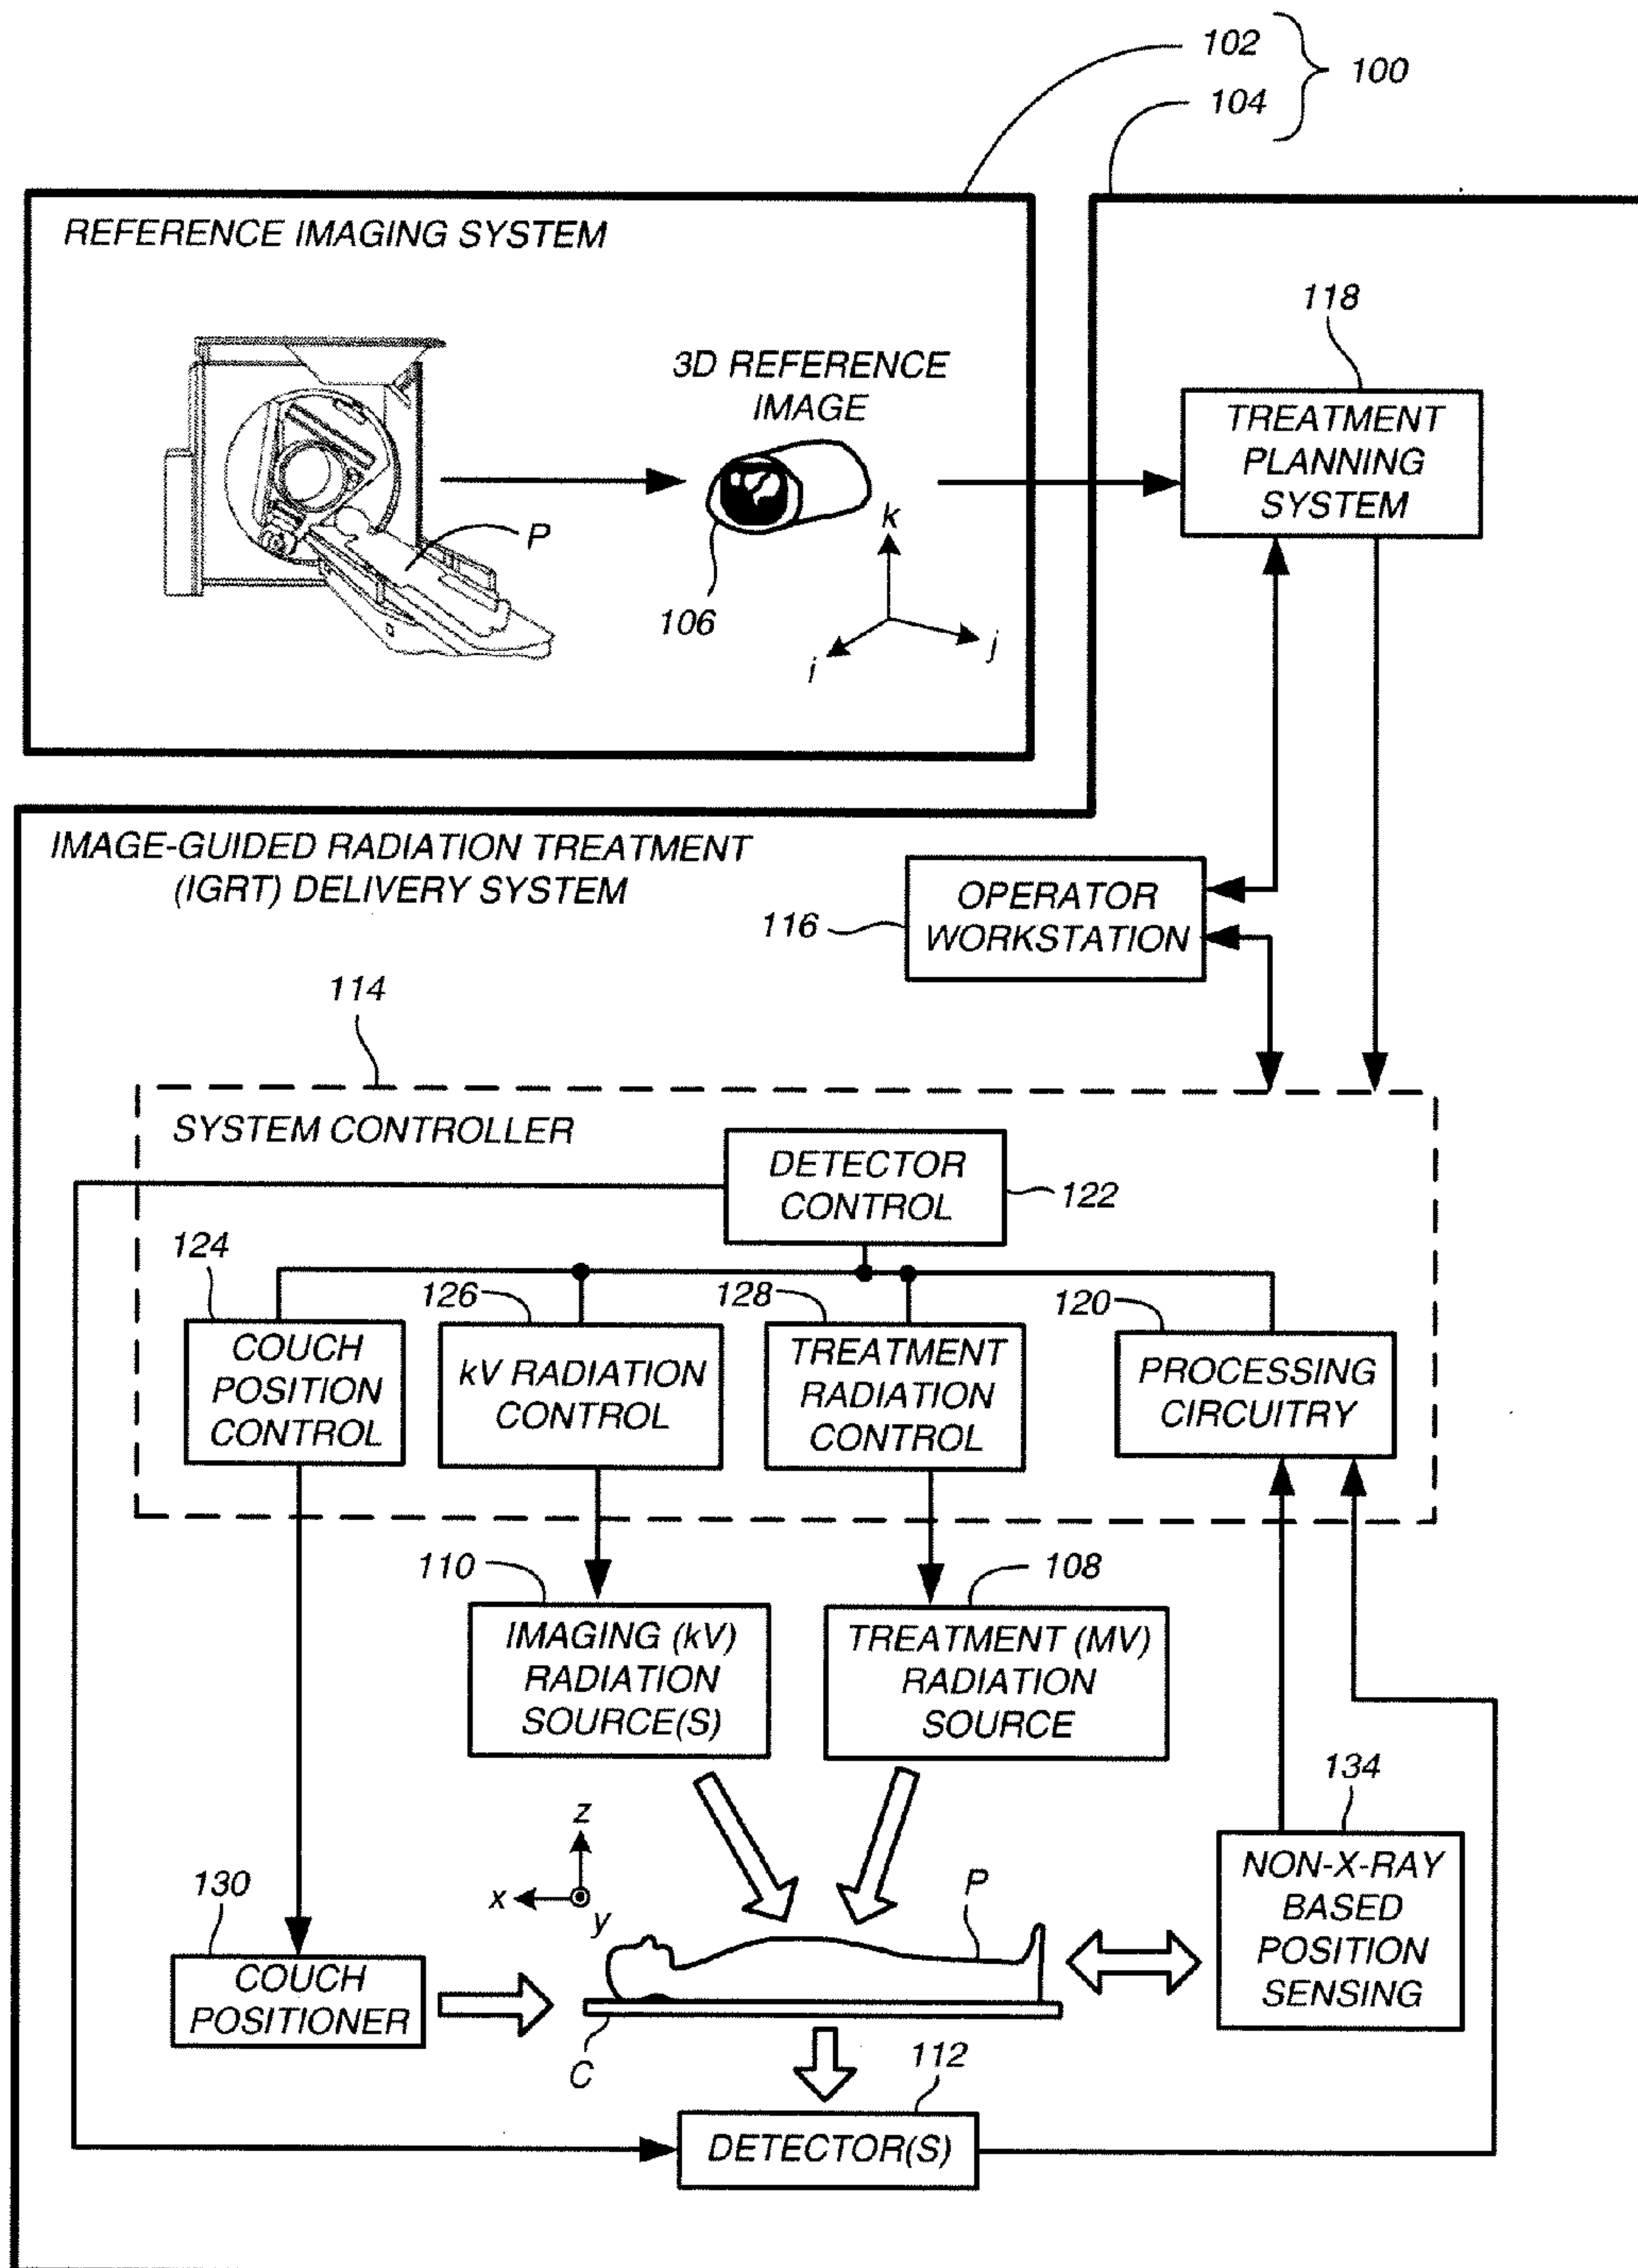 102
100
104
REFERENCE IMAGING SYSTEM
118
3D REFERENCE
IMAGE
TREATMENT
PLANNING
SYSTEM
P
k
106
i
j
IMAGE-GUIDED RADIATION TREATMENT
(IGRT) DELIVERY SYSTEM
OPERATOR
WORKSTATION
116
114
SYSTEM CONTROLLER
DETECTOR
CONTROL
122
124
126
128
120
COUCH
POSITION
CONTROL
kV RADIATION
CONTROL
TREATMENT
RADIATION
CONTROL
PROCESSING
CIRCUITRY
110
108
IMAGING (kV)
RADIATION
SOURCE(S)
TREATMENT (MV)
RADIATION
SOURCE
134
z
x
y
P
NON-X-RAY
BASED
POSITION
SENSING
130
COUCH
POSITIONER
C
112
DETECTOR(S)